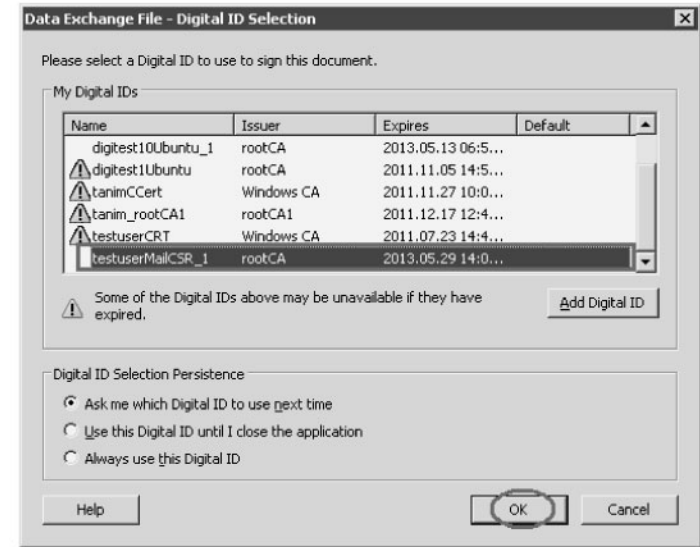 Data Exchange File - Digital ID Selection
Please select a Digital ID to use to sign this document.
My Digital IDs
Name Issuer Expires Default
digitest10Ubuntu_1 rootCA 2013.05.13 06:5...
digitest1Ubuntu rootCA 2011.11.05 14:5...
tanimCCert Windows CA 2011.11.27 10:0...
tanim_rootCA1 rootCA1 2011.12.17 12:4...
testuserCRT Windows CA 2011.07.23 14:4...
testuserMailCSR_1 rootCA 2013.05.29 14:0...
Some of the Digital IDs above may be unavailable if they have
expired.
Add Digital ID
Digital ID Selection Persistence
Ask me which Digital ID to use next time
Use this Digital ID until I close the application
Always use this Digital ID
Help OK Cancel